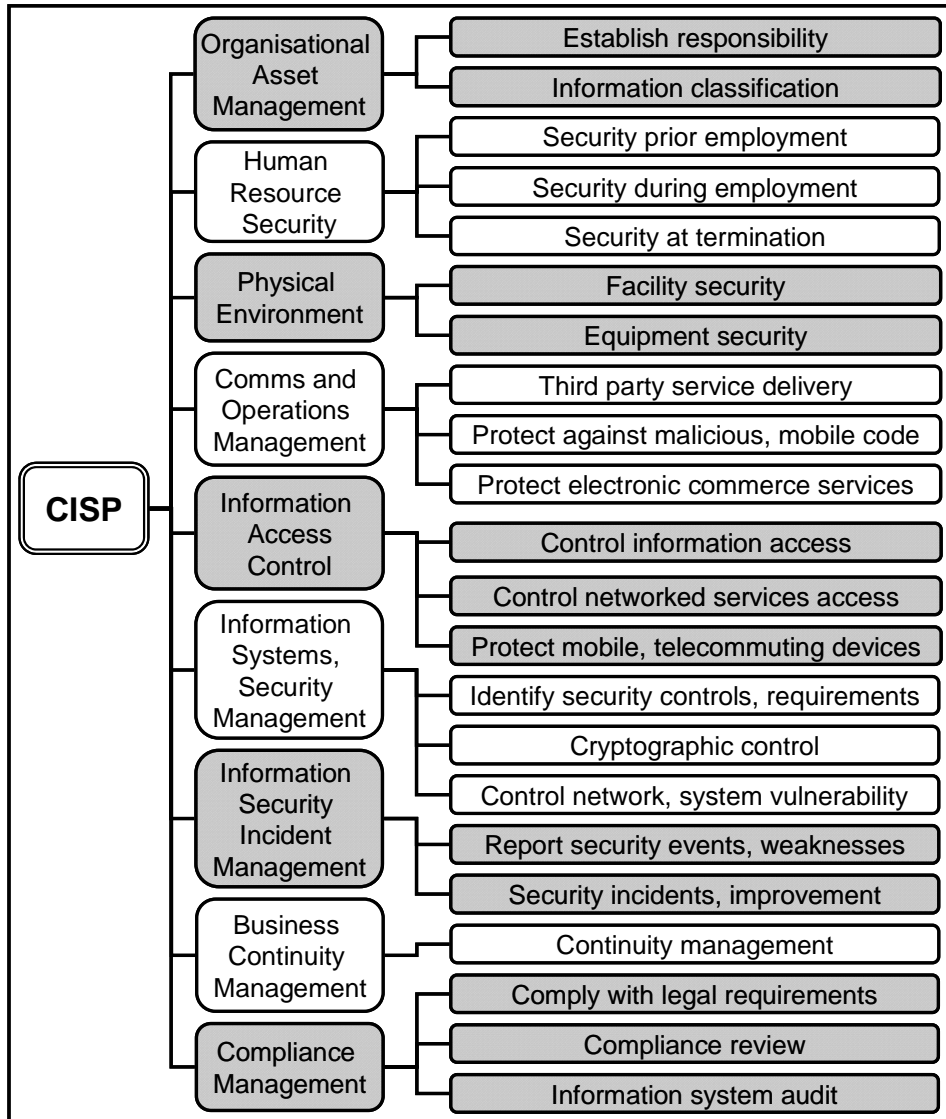 CISP
Organisational
Asset
Management
Establish responsibility
Information classification
Human
Resource
Security
Security prior employment
Security during employment
Security at termination
Physical
Environment
Facility security
Equipment security
Comms and
Operations
Management
Third party service delivery
Protect against malicious, mobile code
Protect electronic commerce services
Information
Access
Control
Control information access
Control networked services access
Protect mobile, telecommuting devices
Information
Systems,
Security
Management
Identify security controls, requirements
Cryptographic control
Control network, system vulnerability
Information
Security
Incident
Management
Report security events, weaknesses
Security incidents, improvement
Business
Continuity
Management
Continuity management
Compliance
Management
Comply with legal requirements
Compliance review
Information system audit